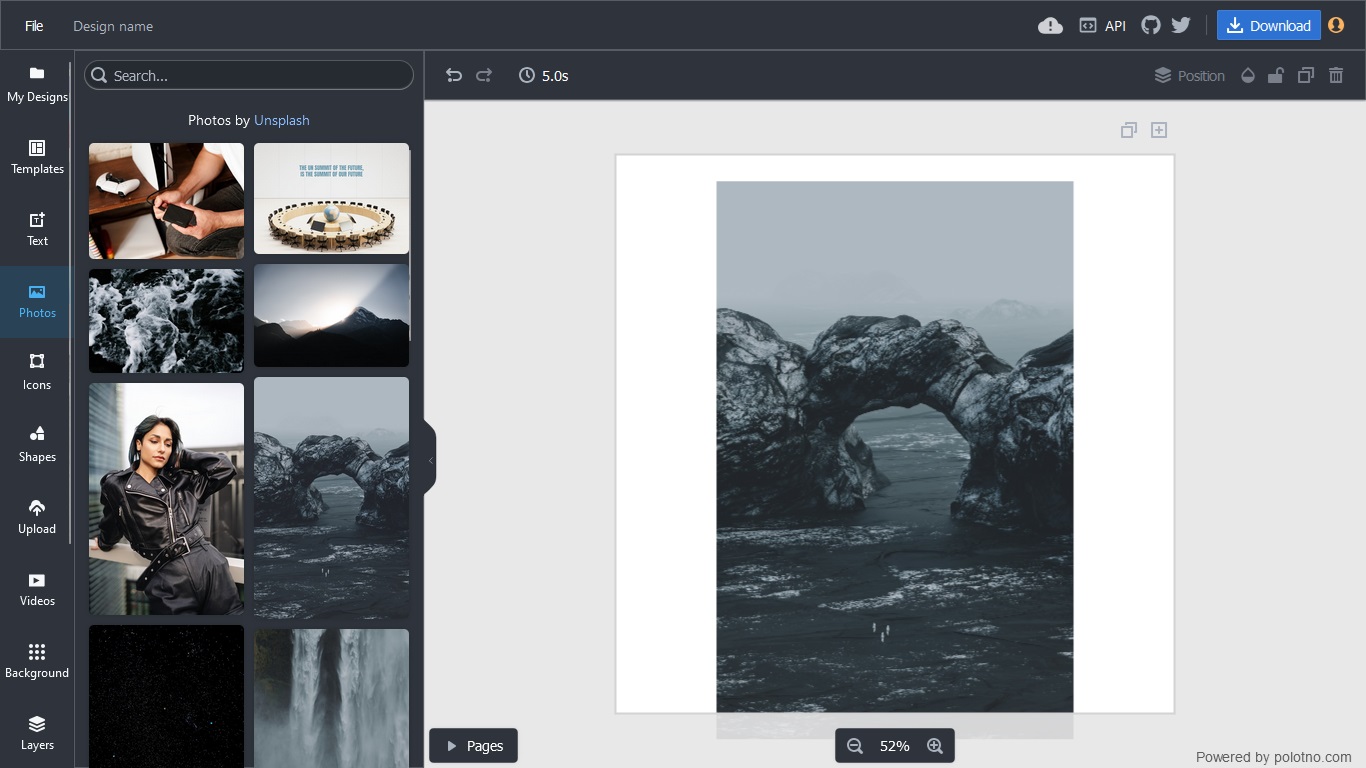 File
Design name
API
Download
My Designs
Templates
Text
Photos
Icons
Shapes
Upload
Videos
Background
Layers
Search...
Photos by Unsplash
THE UN SUMMIT OF THE FUTURE,
IS THE SUMMIT OF OUR FUTURE
5.0s
Position
Pages
52%
Powered by polotno.com